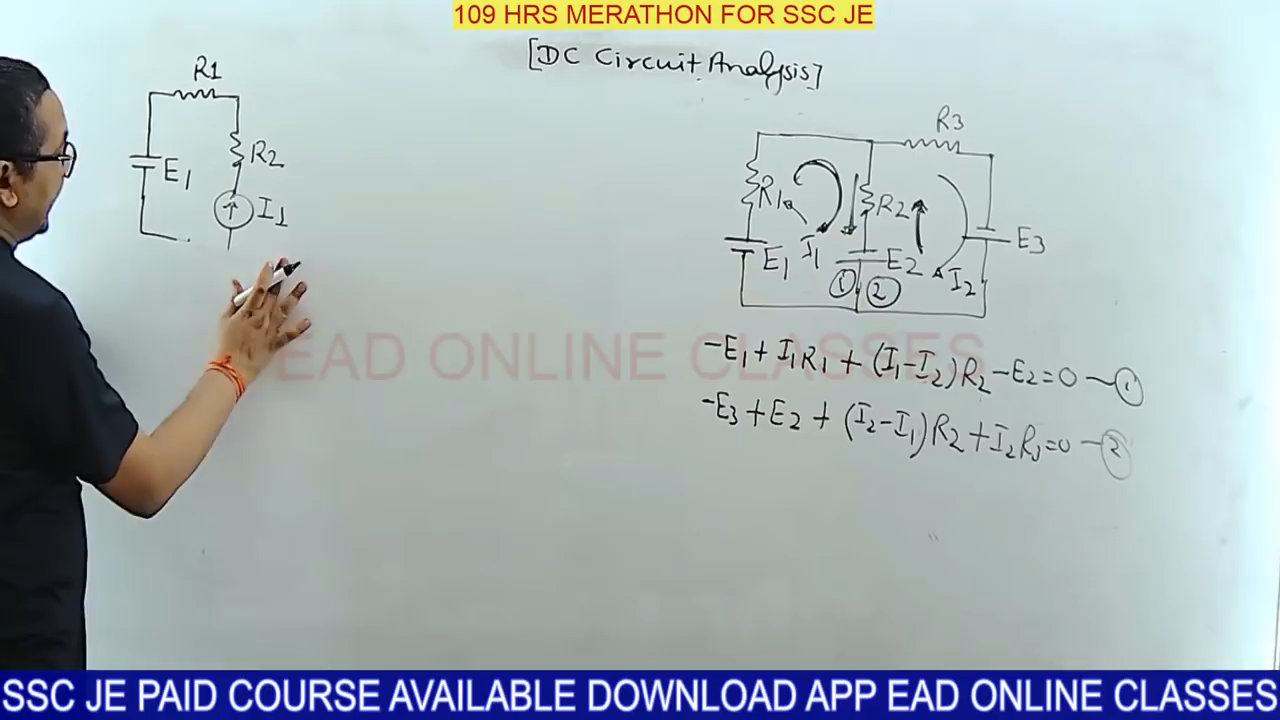 109 HRS MERATHON FOR SSC JE
[DC Circuit Analysis]
R1
E1
R2
I1
R3
R1
R2
E1
I1
E2
I2
E3
1
2
-E1 + I1R1 + (I1-I2)R2 -E2=0 — 1
-E3 + E2 + (I2-I1)R2 + I2R3=0 — 2
EAD ONLINE CLASSES
SSC JE PAID COURSE AVAILABLE DOWNLOAD APP EAD ONLINE CLASSES